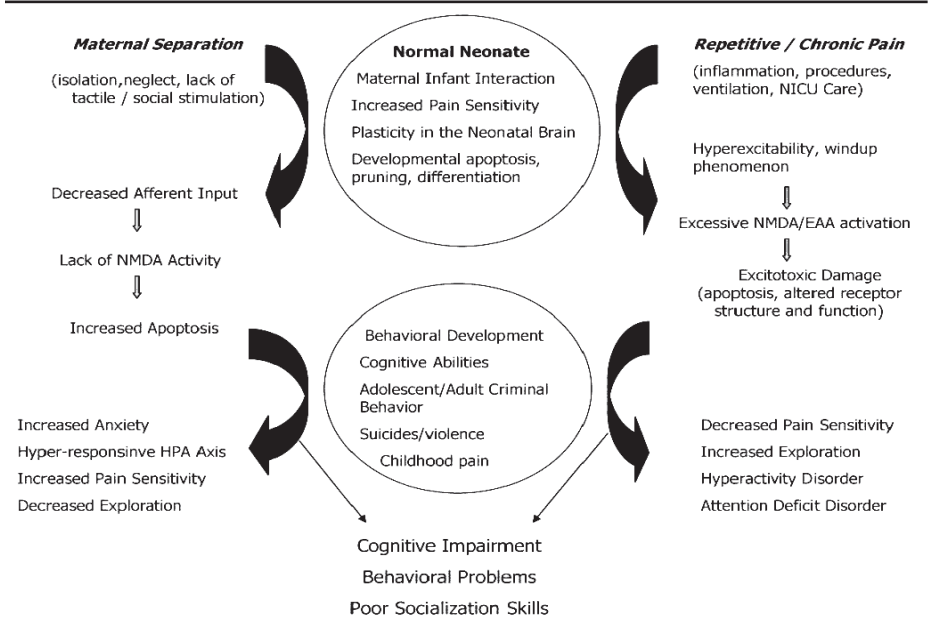 Maternal Separation
(isolation,neglect, lack of
tactile / social stimulation)
Decreased Afferent Input
Lack of NMDA Activity
Increased Apoptosis
Increased Anxiety
Hyper-responsinve HPA Axis
Increased Pain Sensitivity
Decreased Exploration
Normal Neonate
Maternal Infant Interaction
Increased Pain Sensitivity
Plasticity in the Neonatal Brain
Developmental apoptosis,
pruning, differentiation
Behavioral Development
Cognitive Abilities
Adolescent/Adult Criminal
Behavior
Suicides/violence
Childhood pain
Repetitive / Chronic Pain
(inflammation, procedures,
ventilation, NICU Care)
Hyperexcitability, windup
phenomenon
Excessive NMDA/EAA activation
Excitotoxic Damage
(apoptosis, altered receptor
structure and function)
Decreased Pain Sensitivity
Increased Exploration
Hyperactivity Disorder
Attention Deficit Disorder
Cognitive Impairment
Behavioral Problems
Poor Socialization Skills